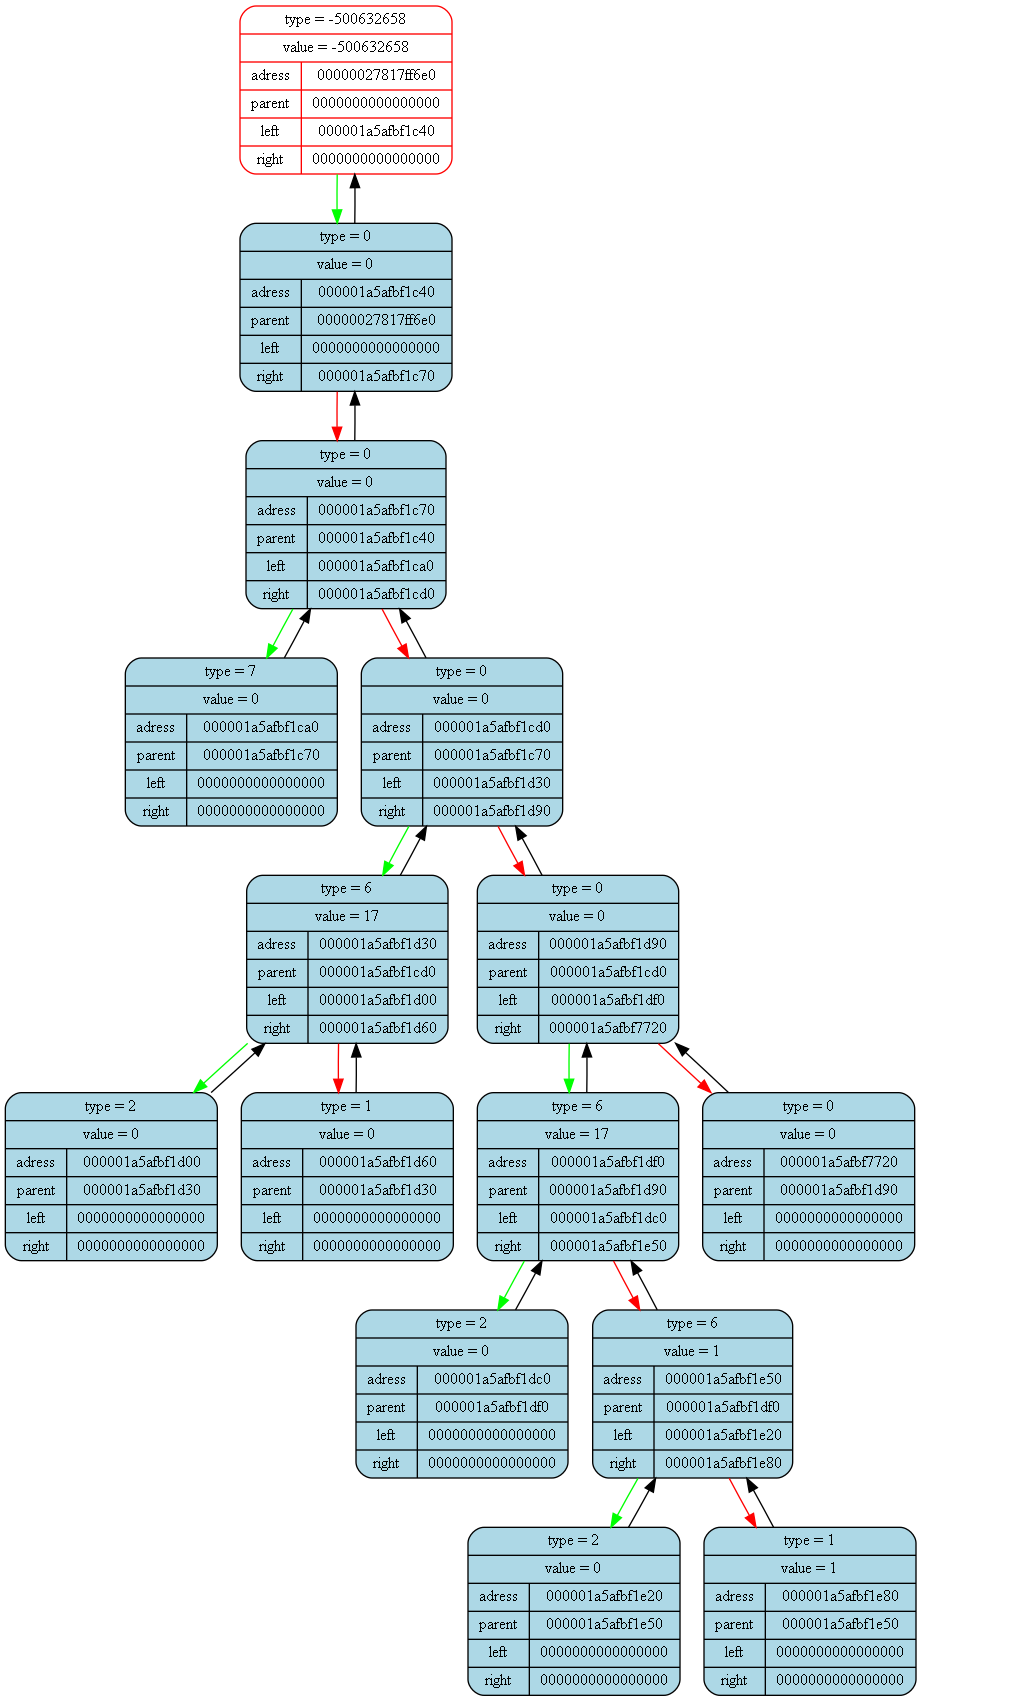 type = -500632658
value = -500632658
adress 00000027817ff6e0
parent 0000000000000000
left 000001a5afbf1c40
right 0000000000000000
type = 0
value = 0
adress 000001a5afbf1c40
parent 00000027817ff6e0
left 0000000000000000
right 000001a5afbf1c70
type = 0
value = 0
adress 000001a5afbf1c70
parent 000001a5afbf1c40
left 000001a5afbf1ca0
right 000001a5afbf1cd0
type = 7
value = 0
adress 000001a5afbf1ca0
parent 000001a5afbf1c70
left 0000000000000000
right 0000000000000000
type = 0
value = 0
adress 000001a5afbf1cd0
parent 000001a5afbf1c70
left 000001a5afbf1d30
right 000001a5afbf1d90
type = 6
value = 17
adress 000001a5afbf1d30
parent 000001a5afbf1cd0
left 000001a5afbf1d00
right 000001a5afbf1d60
type = 0
value = 0
adress 000001a5afbf1d90
parent 000001a5afbf1cd0
left 000001a5afbf1df0
right 000001a5afbf7720
type = 2
value = 0
adress 000001a5afbf1d00
parent 000001a5afbf1d30
left 0000000000000000
right 0000000000000000
type = 1
value = 0
adress 000001a5afbf1d60
parent 000001a5afbf1d30
left 0000000000000000
right 0000000000000000
type = 6
value = 17
adress 000001a5afbf1df0
parent 000001a5afbf1d90
left 000001a5afbf1dc0
right 000001a5afbf1e50
type = 0
value = 0
adress 000001a5afbf7720
parent 000001a5afbf1d90
left 0000000000000000
right 0000000000000000
type = 2
value = 0
adress 000001a5afbf1dc0
parent 000001a5afbf1df0
left 0000000000000000
right 0000000000000000
type = 6
value = 1
adress 000001a5afbf1e50
parent 000001a5afbf1df0
left 000001a5afbf1e20
right 000001a5afbf1e80
type = 2
value = 0
adress 000001a5afbf1e20
parent 000001a5afbf1e50
left 0000000000000000
right 0000000000000000
type = 1
value = 1
adress 000001a5afbf1e80
parent 000001a5afbf1e50
left 0000000000000000
right 0000000000000000